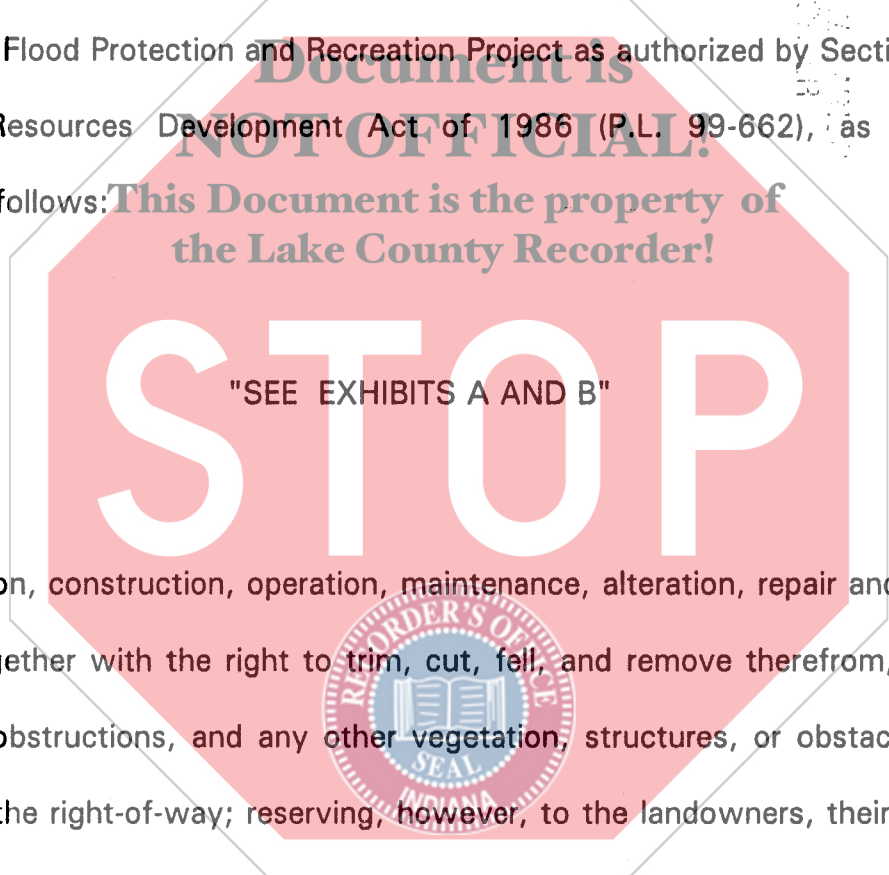 Flood Protection and Recreation Project as authorized by Secti
Document is
Resources Development Act of 1986 (P.L. 99-662), as
NOT OFFICIAL!
follows:
This Document is the property of
the Lake County Recorder!
STOP
"SEE EXHIBITS A AND B"
on, construction, operation, maintenance, alteration, repair and
RECORDER'S OFFICE
gether with the right to trim, cut, fell, and remove therefrom,
obstructions, and any other vegetation, structures, or obstac
SEAL
INDIANA
the right-of-way; reserving, however, to the landowners, their